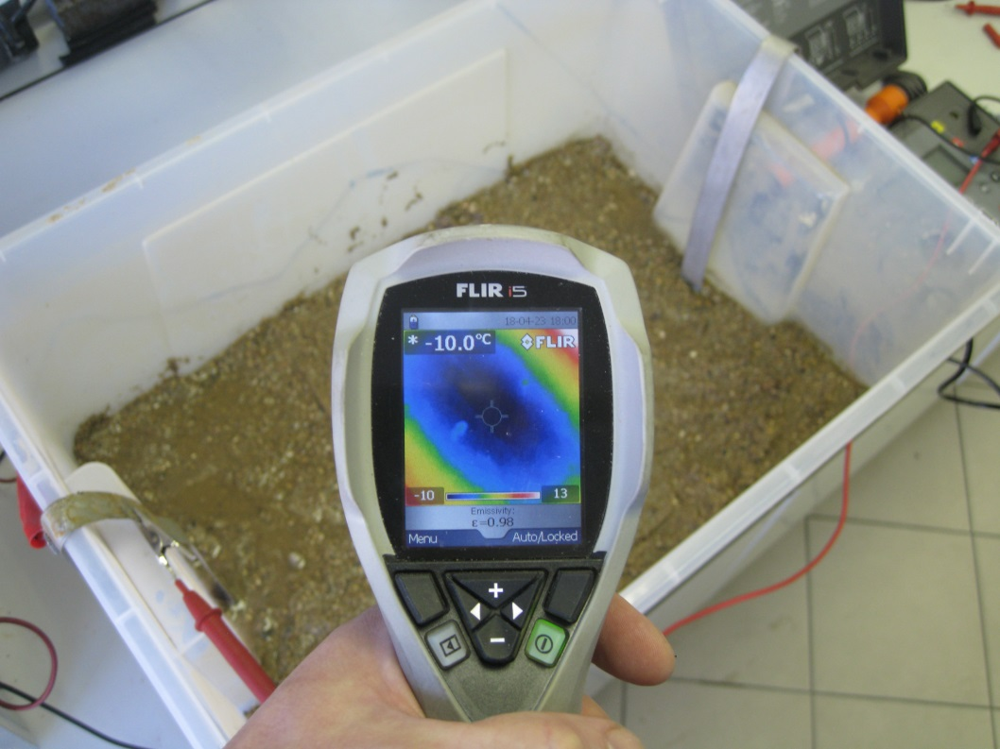 FLIR i5
18-04-23 18:00
* -10.0°C FLIR
-10 13
Emissivity:
ε=0.98
Menu Auto/Locked
+
−